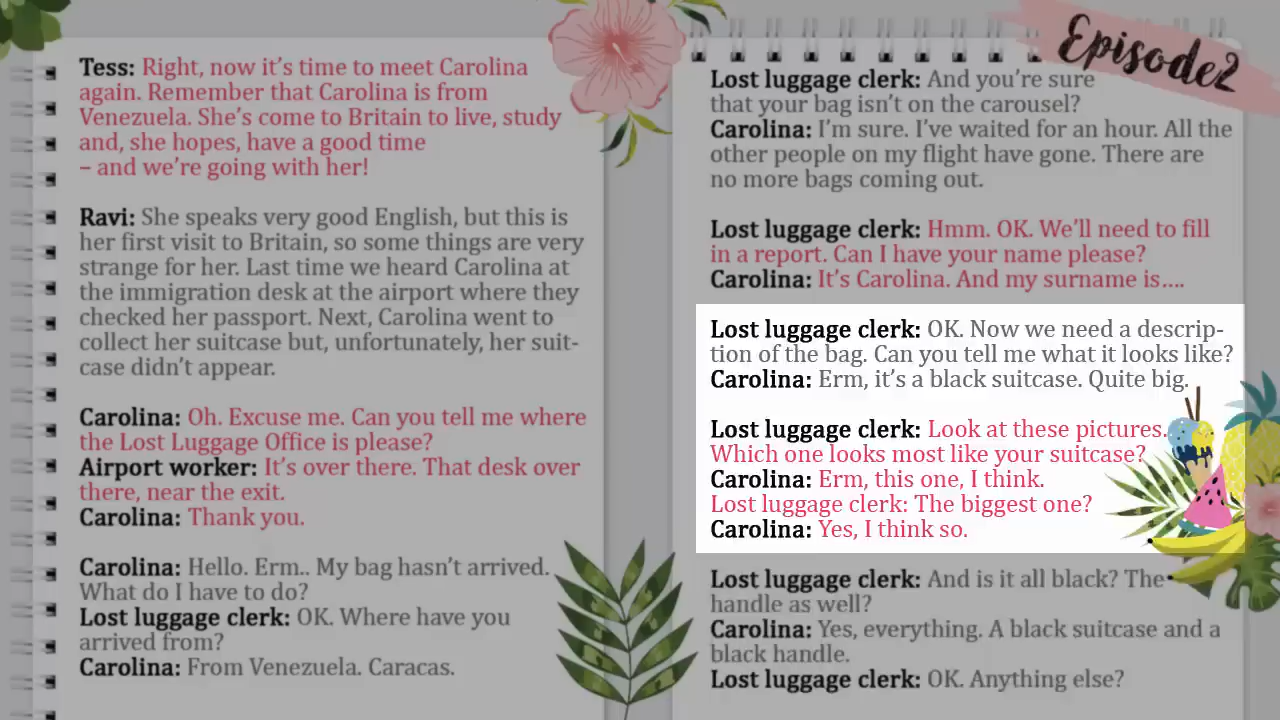 Tess: Right, now it's time to meet Carolina
again. Remember that Carolina is from
Venezuela. She's come to Britain to live, study
and, she hopes, have a good time
– and we're going with her!
Ravi: She speaks very good English, but this is
her first visit to Britain, so some things are very
strange for her. Last time we heard Carolina at
the immigration desk at the airport where they
checked her passport. Next, Carolina went to
collect her suitcase but, unfortunately, her suit-
case didn't appear.
Carolina: Oh. Excuse me. Can you tell me where
the Lost Luggage Office is please?
Airport worker: It's over there. That desk over
there, near the exit.
Carolina: Thank you.
Carolina: Hello. Erm.. My bag hasn't arrived.
What do I have to do?
Lost luggage clerk: OK. Where have you
arrived from?
Carolina: From Venezuela. Caracas.
Episode2
Lost luggage clerk: And you're sure
that your bag isn't on the carousel?
Carolina: I'm sure. I've waited for an hour. All the
other people on my flight have gone. There are
no more bags coming out.
Lost luggage clerk: Hmm. OK. We'll need to fill
in a report. Can I have your name please?
Carolina: It's Carolina. And my surname is....
Lost luggage clerk: OK. Now we need a descrip-
tion of the bag. Can you tell me what it looks like?
Carolina: Erm, it's a black suitcase. Quite big.
Lost luggage clerk: Look at these pictures.
Which one looks most like your suitcase?
Carolina: Erm, this one, I think.
Lost luggage clerk: The biggest one?
Carolina: Yes, I think so.
Lost luggage clerk: And is it all black? The
handle as well?
Carolina: Yes, everything. A black suitcase and a
black handle.
Lost luggage clerk: OK. Anything else?